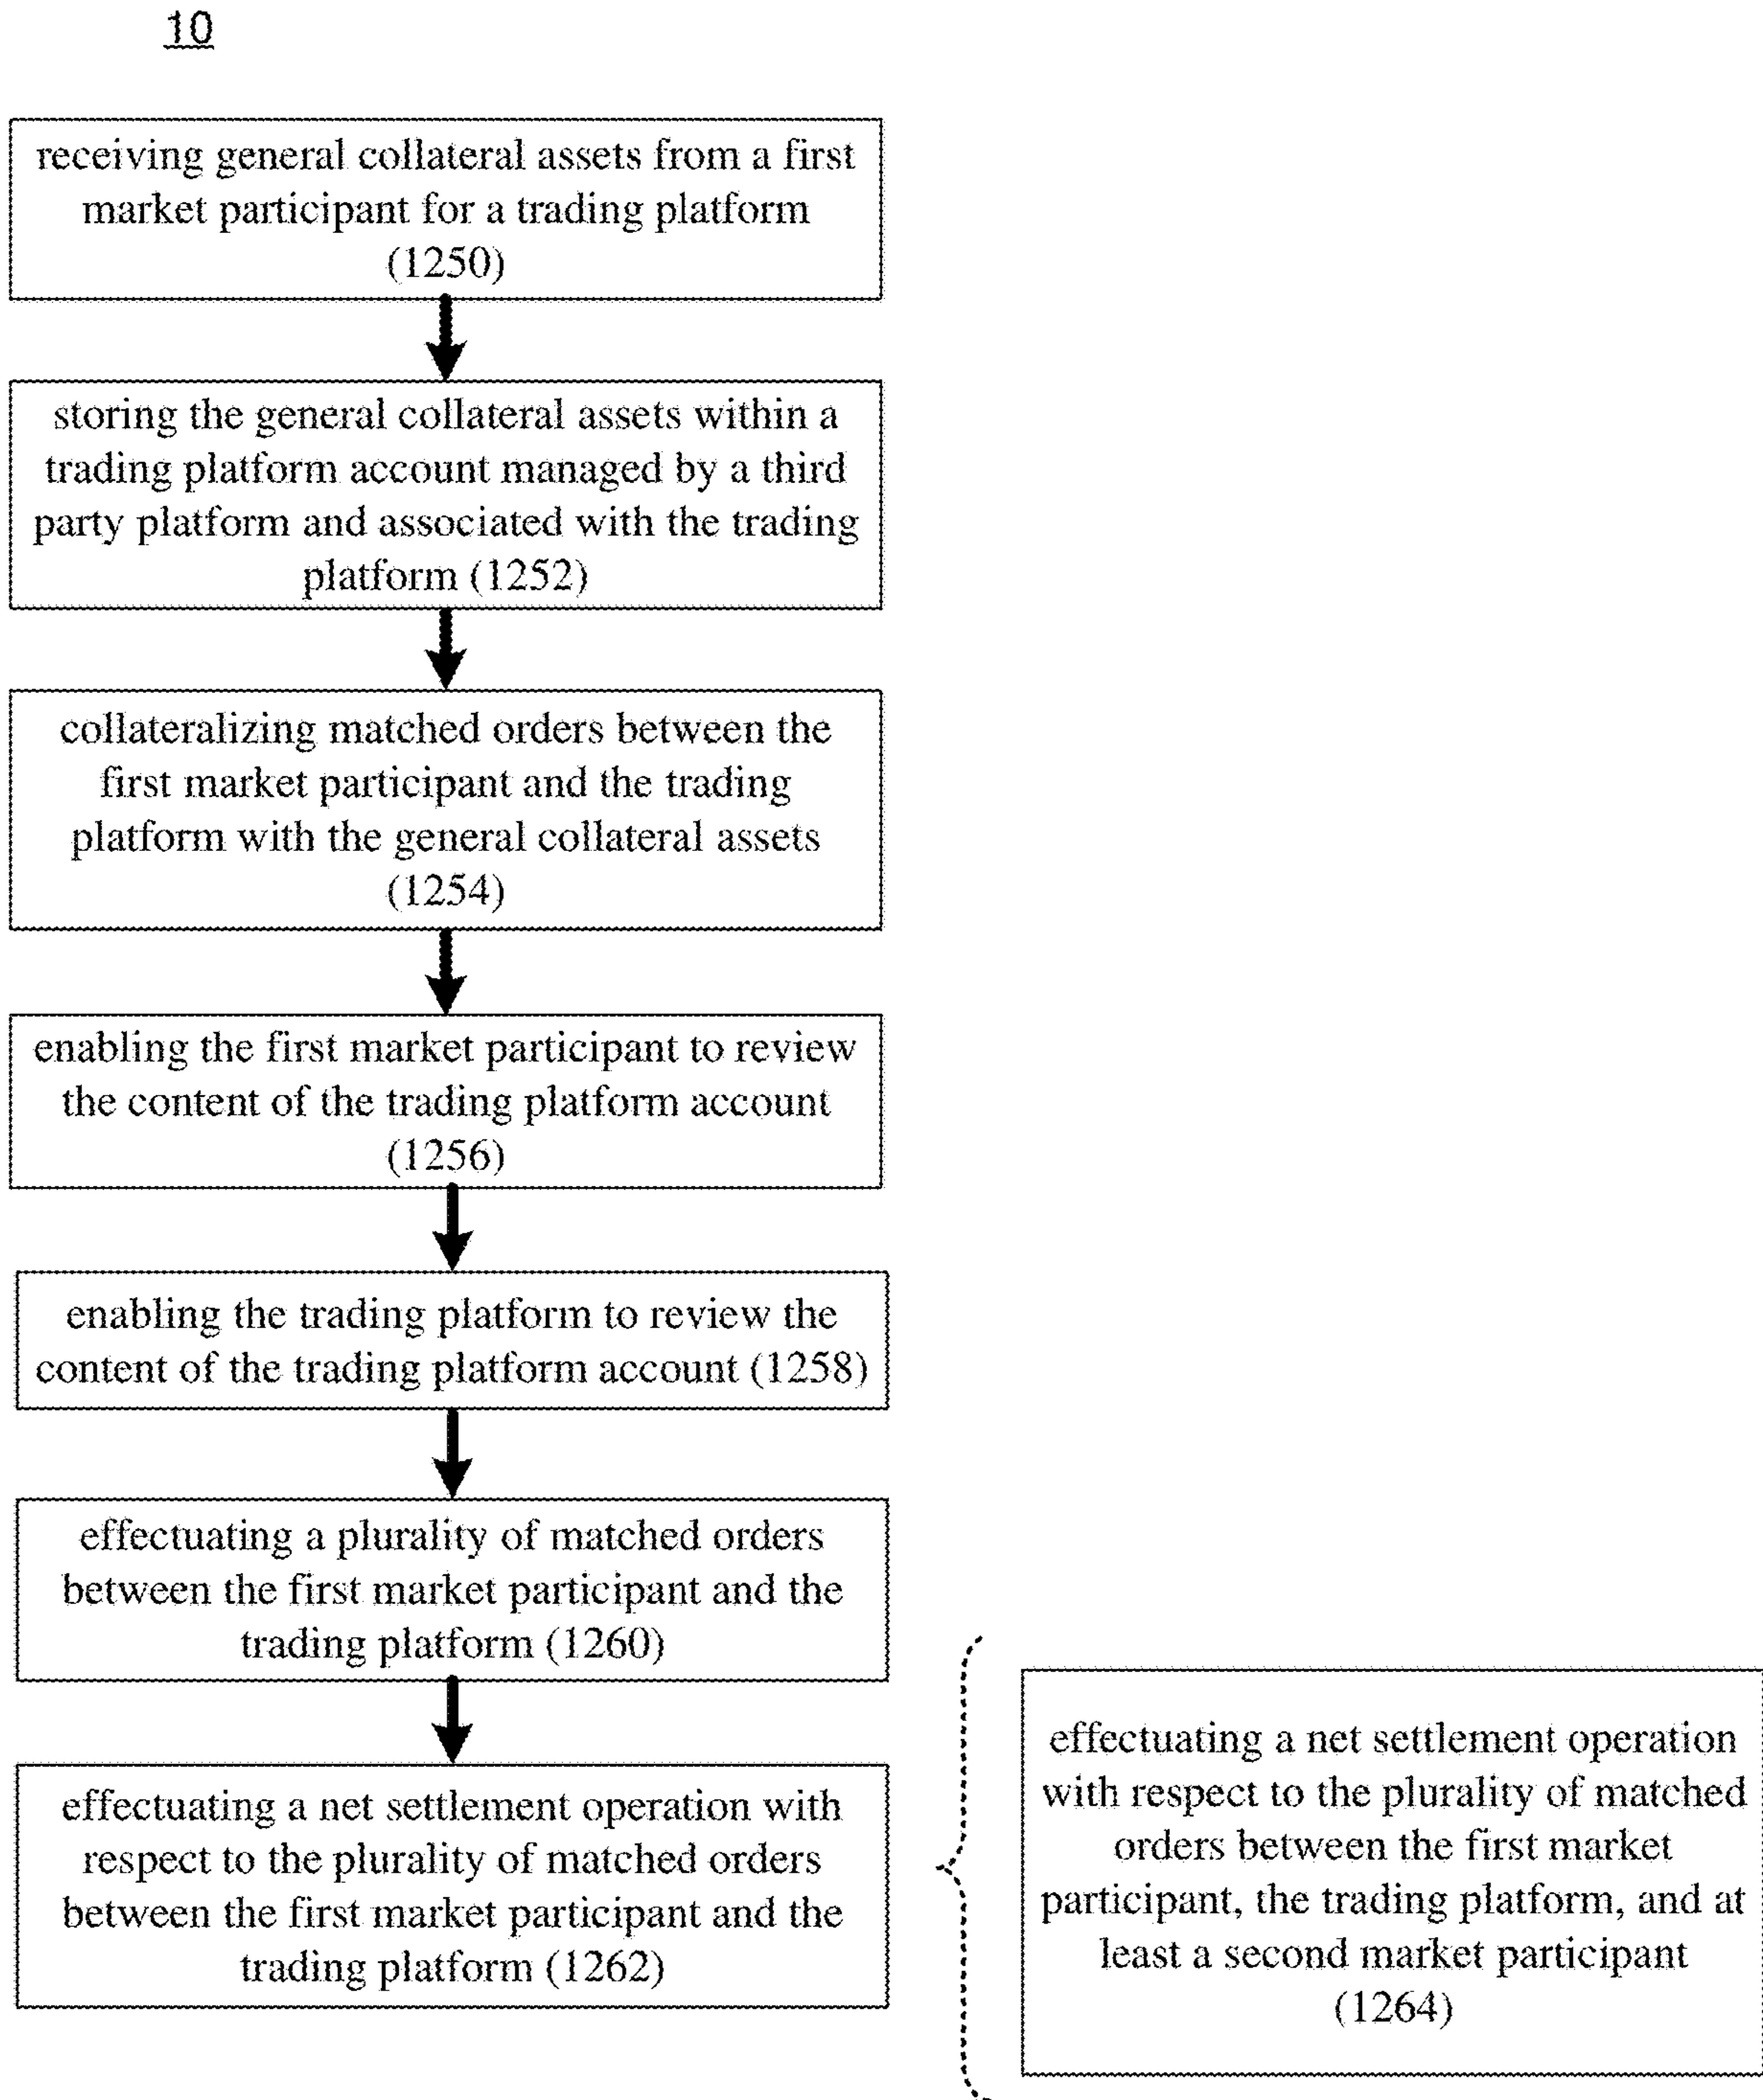 10
receiving general collateral assets from a first
market participant for a trading platform
(1250)
storing the general collateral assets within a
trading platform account managed by a third
party platform and associated with the trading
platform (1252)
collateralizing matched orders between the
first market participant and the trading
platform with the general collateral assets
(1254)
enabling the first market participant to review
the content of the trading platform account
(1256)
enabling the trading platform to review the
content of the trading platform account (1258)
effectuating a plurality of matched orders
between the first market participant and the
trading platform (1260)
effectuating a net settlement operation with
respect to the plurality of matched orders
between the first market participant and the
trading platform (1262)
effectuating a net settlement operation
with respect to the plurality of matched
orders between the first market
participant, the trading platform, and at
least a second market participant
(1264)